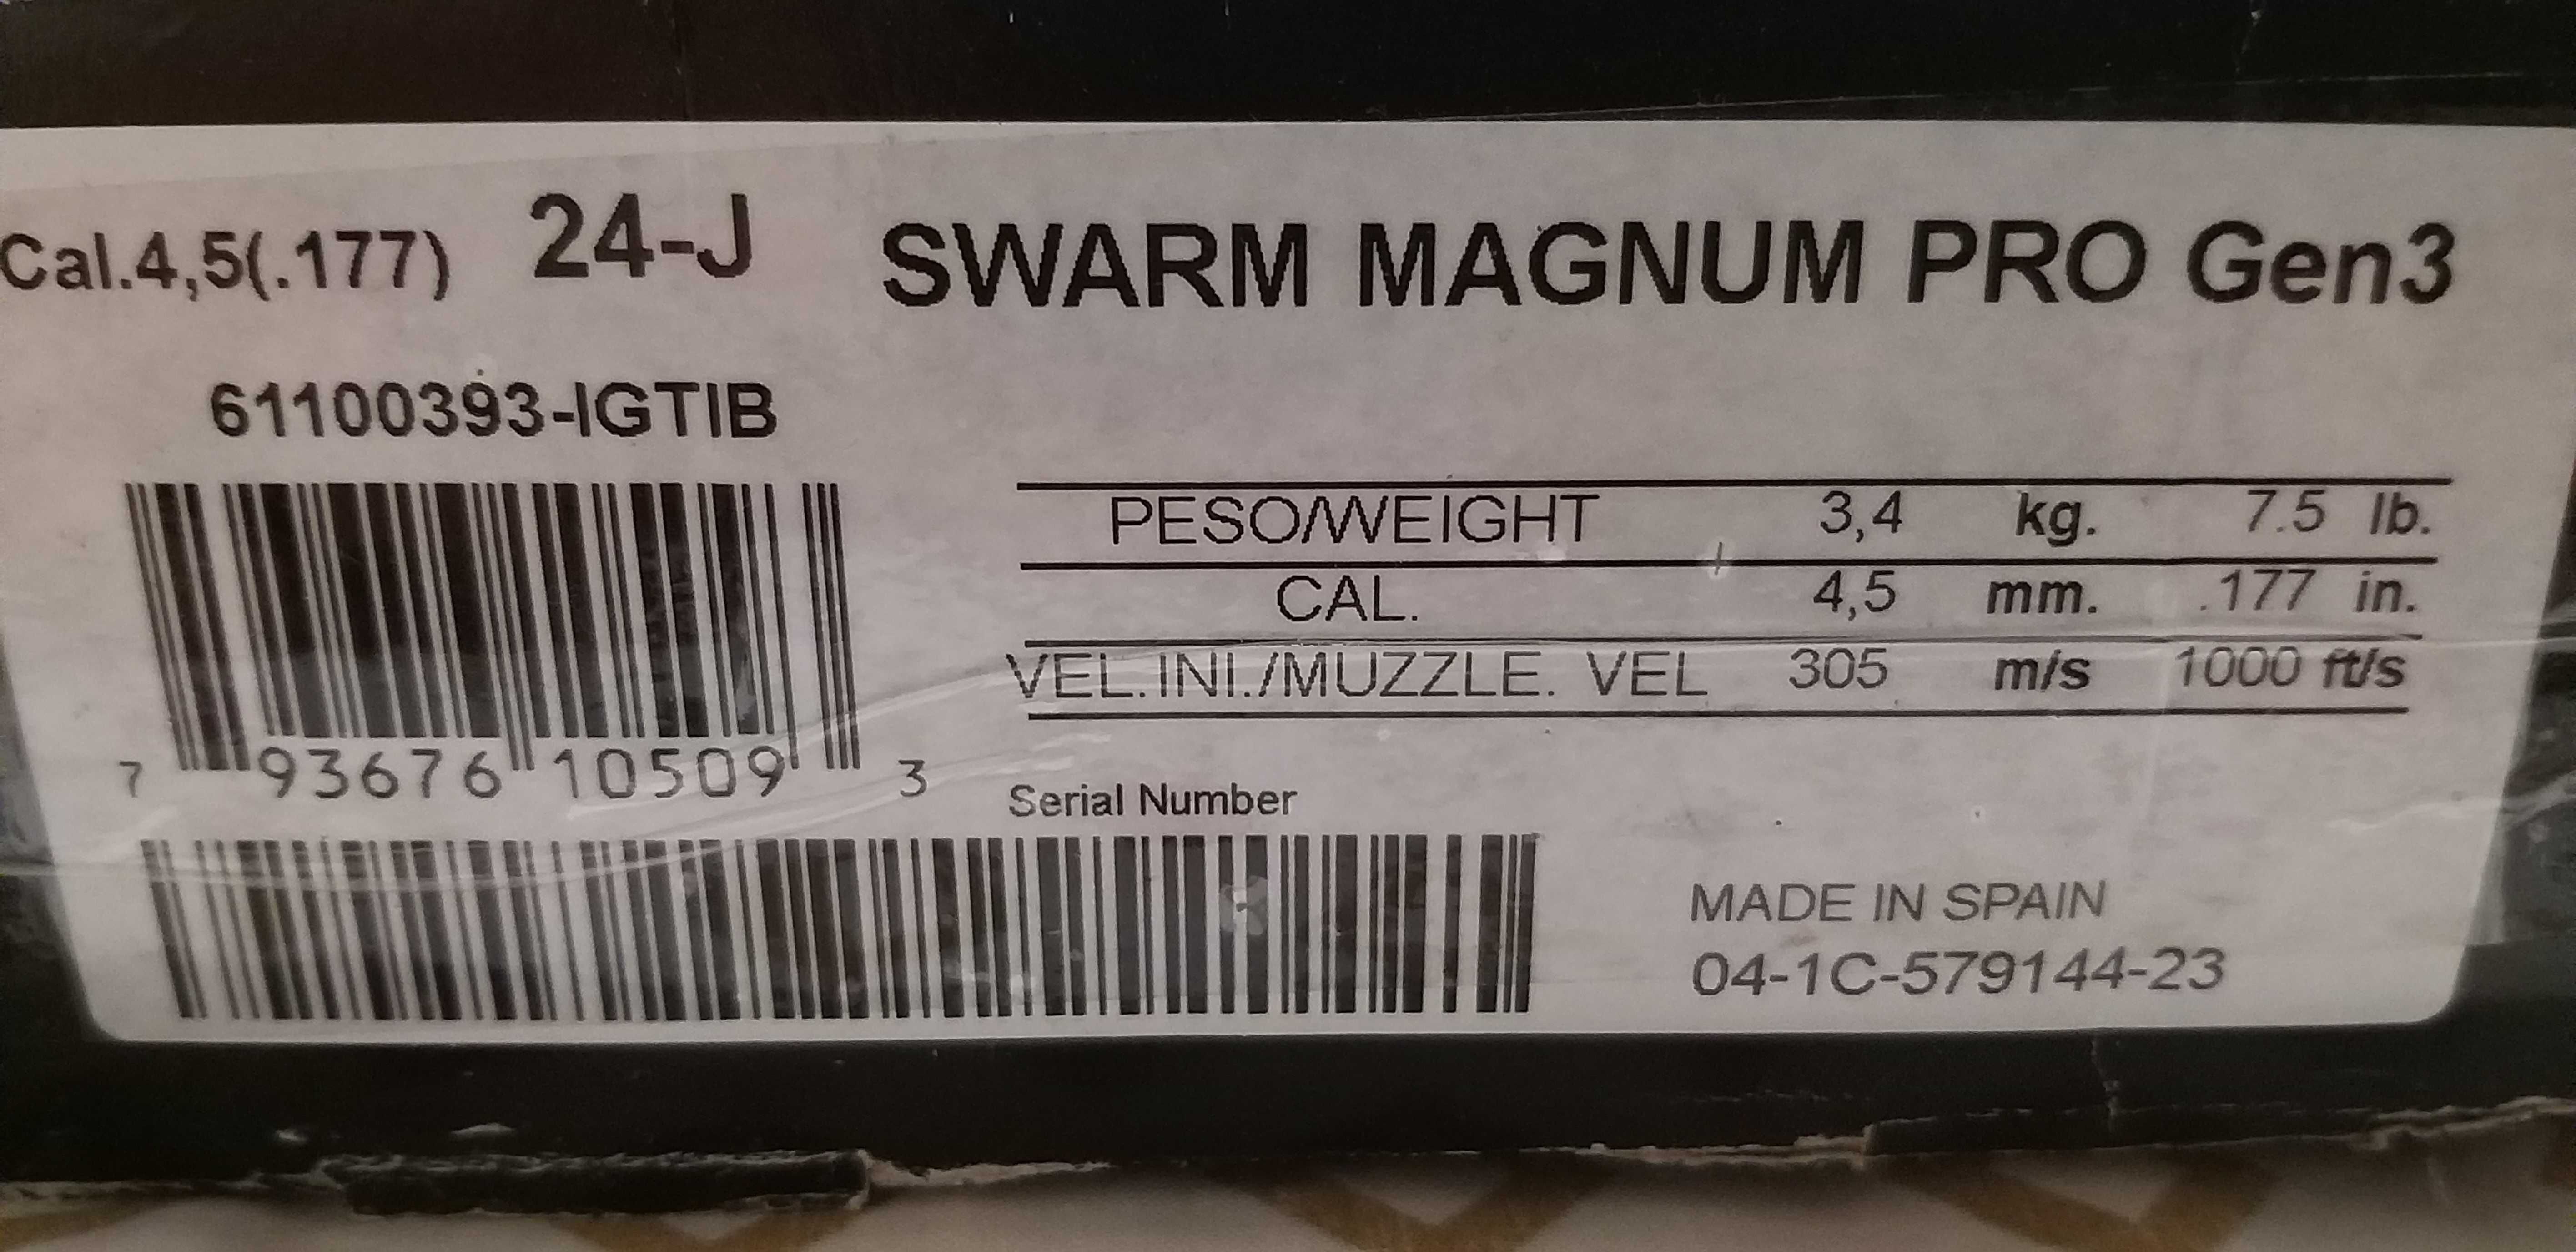 Cal.4,5(.177) 24-J SWARM MAGNUM PRO Gen3
61100393-IGTIB
PESO/WEIGHT 3,4 kg. 7.5 lb.
CAL. 4,5 mm. .177 in.
VEL.INI./MUZZLE. VEL 305 m/s 1000 ft/s
7 93676 10509 3
Serial Number
MADE IN SPAIN
04-1C-579144-23